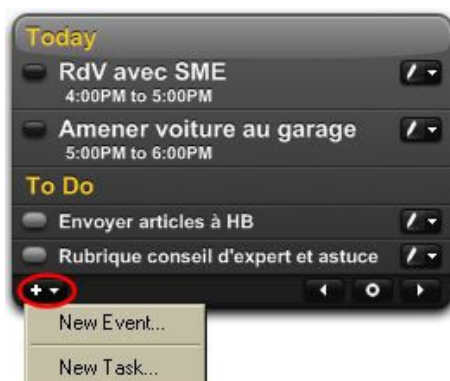 Today
RdV avec SME
4:00PM to 5:00PM
Amener voiture au garage
5:00PM to 6:00PM
To Do
Envoyer articles à HB
Rubrique conseil d'expert et astuce
New Event...
New Task...